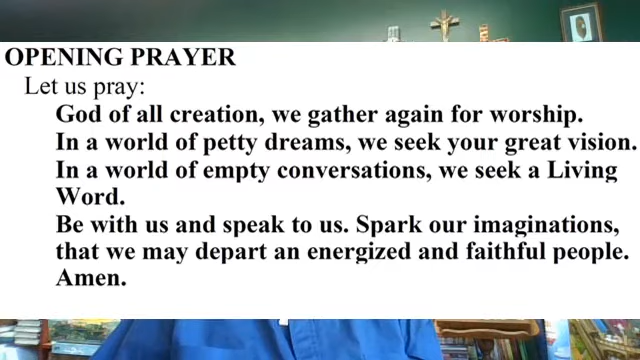 OPENING PRAYER
Let us pray:
God of all creation, we gather again for worship.
In a world of petty dreams, we seek your great vision.
In a world of empty conversations, we seek a Living
Word.
Be with us and speak to us. Spark our imaginations,
that we may depart an energized and faithful people.
Amen.